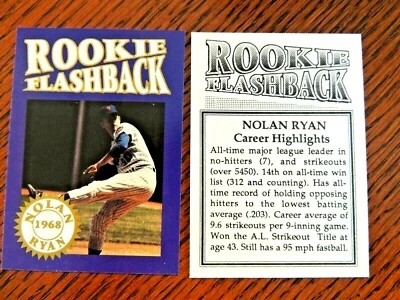 ROOKIE
FLASHBACK
NOLAN
1968
RYAN
ROOKIE
FLASHBACK
NOLAN RYAN
Career Highlights
All-time major league leader in
no-hitters (7), and strikeouts
(over 5450). 14th on all-time win
list (312 and counting). Has all-
time record of holding opposing
hitters to the lowest batting
average (.203). Career average of
9.6 strikeouts per 9-inning game.
Won the A.L. Strikeout Title at
age 43. Still has a 95 mph fastball.